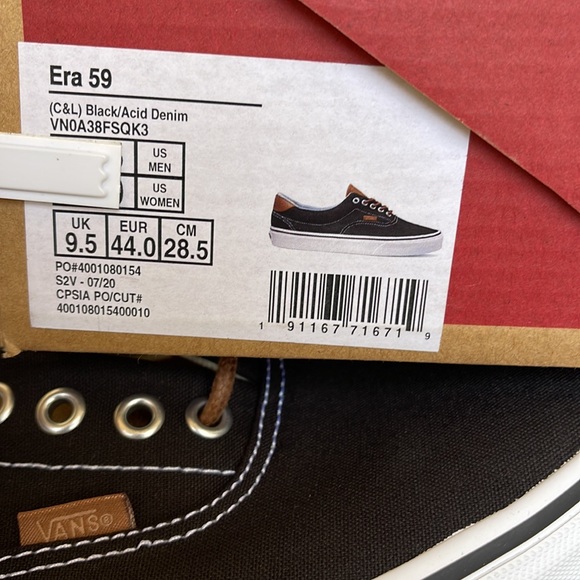 Era 59
(C&L) Black/Acid Denim
VN0A38FSQK3
US
MEN
US
WOMEN
UK EUR CM
9.5 44.0 28.5
PO#4001080154
S2V - 07/20
CPSIA PO/CUT#
400108015400010
1 91167 71671 9
VANS®